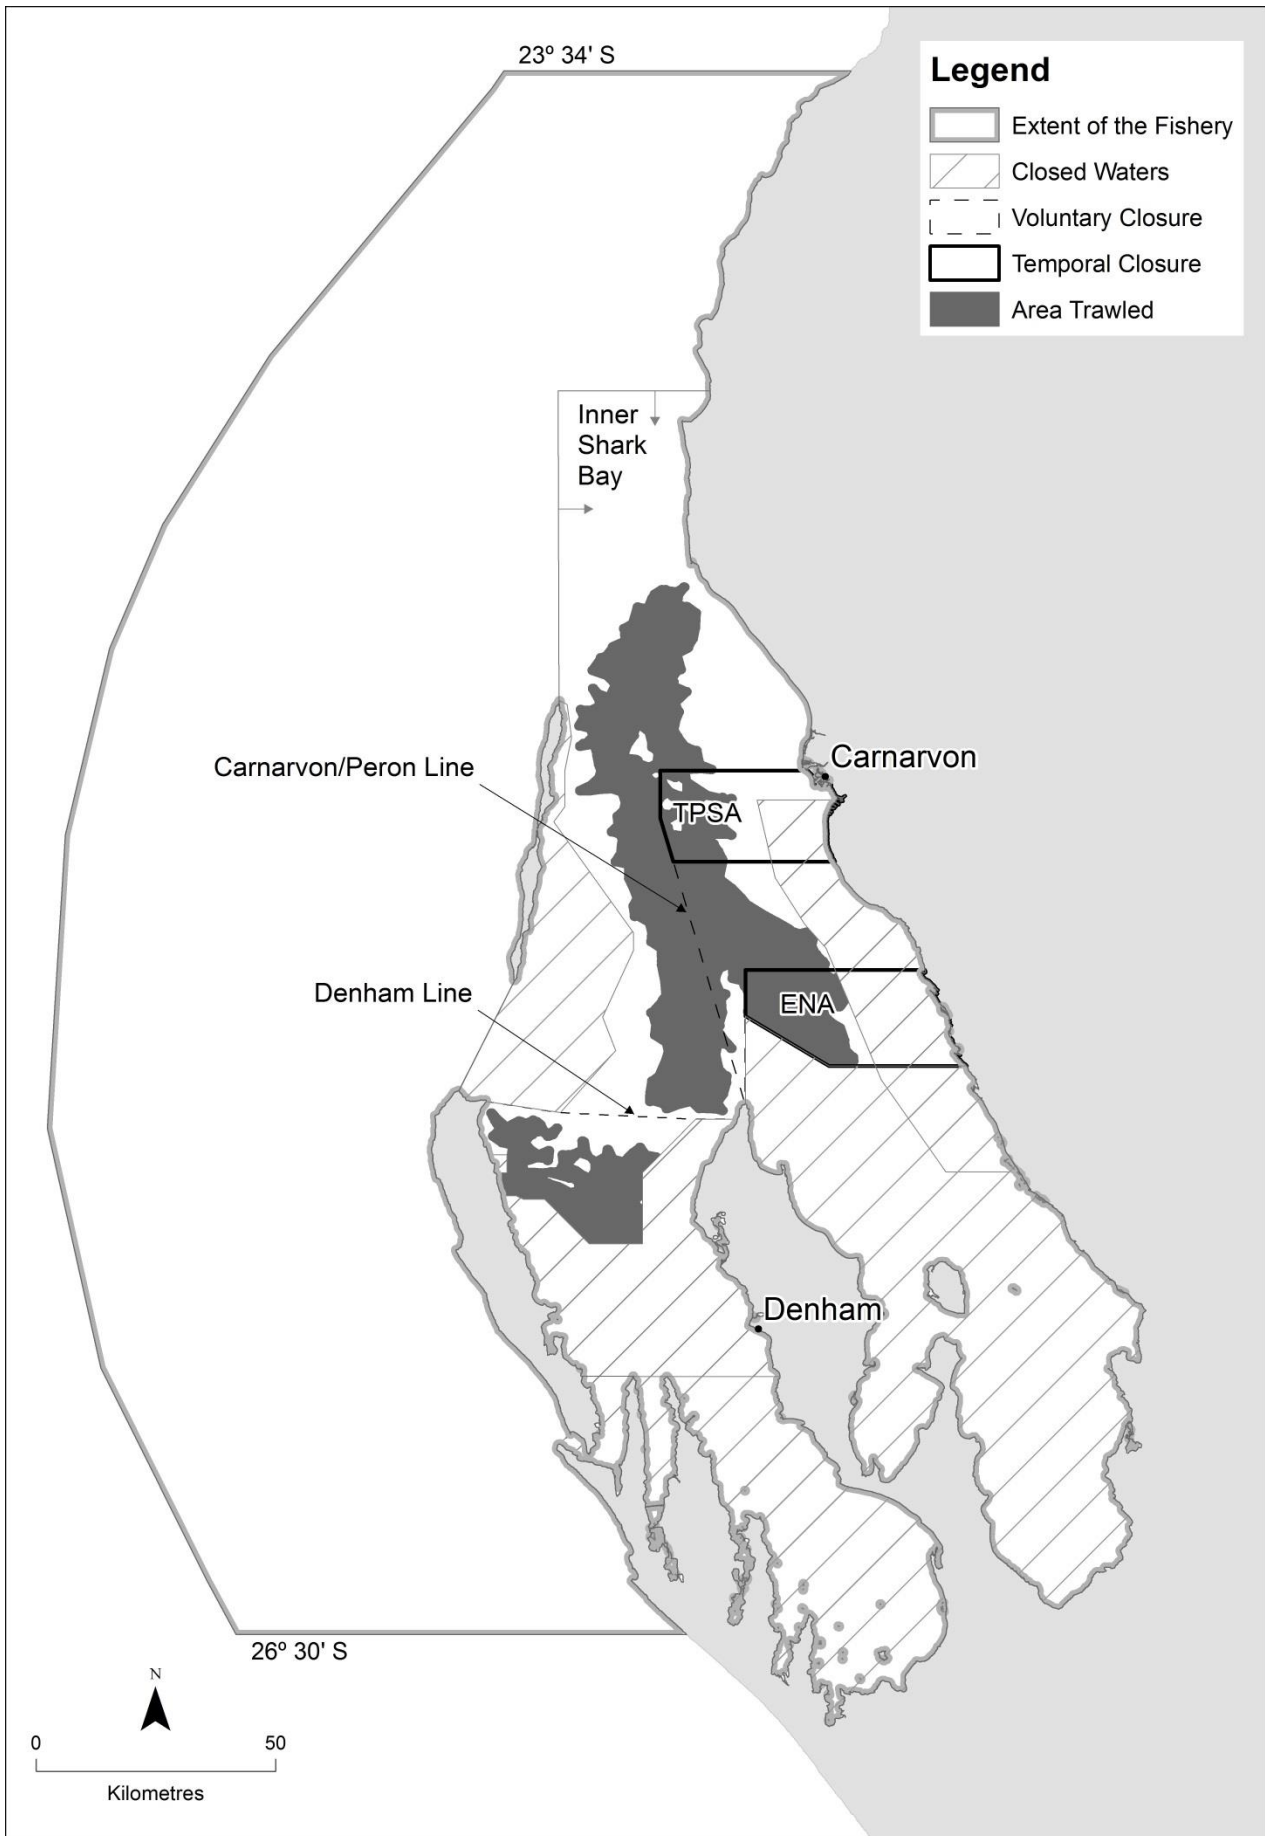 23º 34' S
Legend
Extent of the Fishery
Closed Waters
Voluntary Closure
Temporal Closure
Area Trawled
Inner
Shark
Bay
Carnarvon/Peron Line
Carnarvon
TPSA
Denham Line
ENA
Denham
26º 30' S
N
0 50
Kilometres